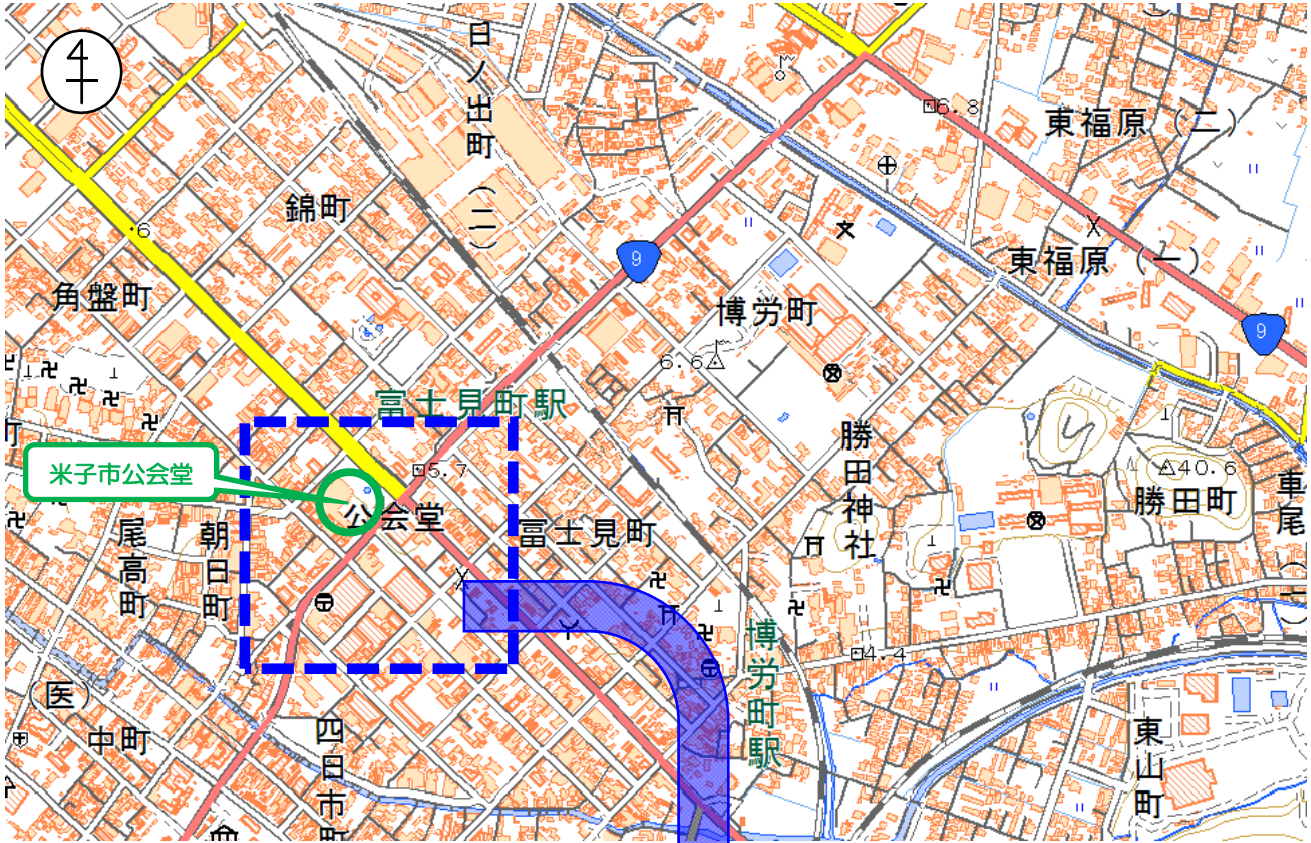 日ノ出町(二)
6.8
東福原(二)
錦町
6
9
東福原(一)
角盤町
博労町
9
6.6
富士見町駅
5.7
米子市公会堂
勝田神社
40.6
勝田町
車尾(一)
公会堂
富士見町
尾高町
朝日町
町
4.4
博労町駅
(医)
中町
四日市町
東山町